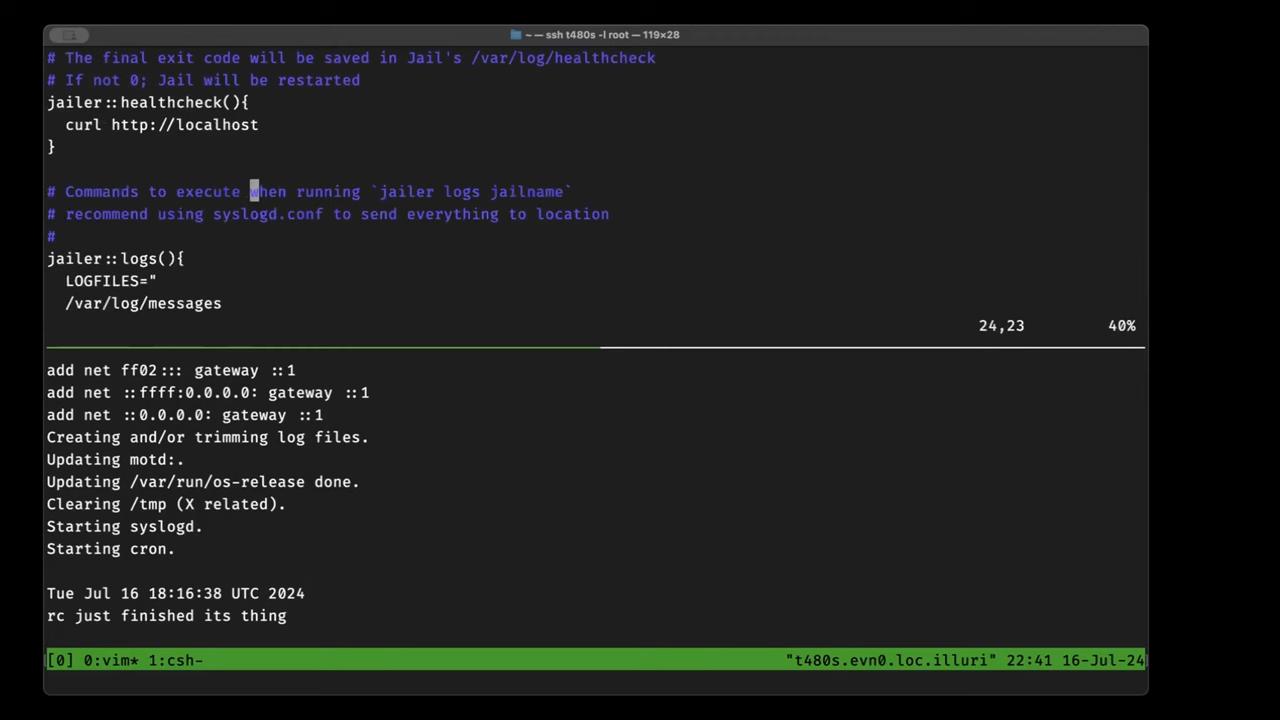 ~ — ssh t480s -l root — 119×28
# The final exit code will be saved in Jail's /var/log/healthcheck
# If not 0; Jail will be restarted
jailer::healthcheck(){
  curl http://localhost
}
# Commands to execute when running `jailer logs jailname`
# recommend using syslogd.conf to send everything to location
#
jailer::logs(){
  LOGFILES="
  /var/log/messages
24,23 40%
add net ff02::: gateway ::1
add net ::ffff:0.0.0.0: gateway ::1
add net ::0.0.0.0: gateway ::1
Creating and/or trimming log files.
Updating motd:.
Updating /var/run/os-release done.
Clearing /tmp (X related).
Starting syslogd.
Starting cron.
Tue Jul 16 18:16:38 UTC 2024
rc just finished its thing
[0] 0:vim* 1:csh- "t480s.evn0.loc.illuri" 22:41 16-Jul-24